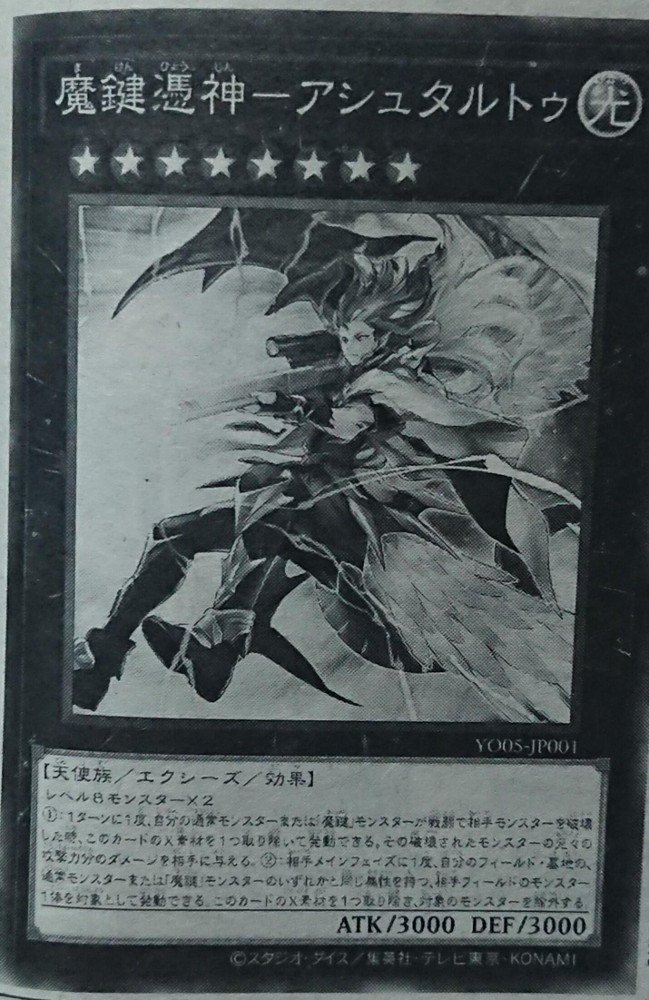 ま けん ひょう しん
魔鍵憑神－アシュタルトゥ
光
YO05-JP001
【天使族／エクシーズ／効果】
レベル8モンスター×2
①：1ターンに1度、自分の通常モンスターまたは「魔鍵」モンスターが戦闘で相手モンスターを破壊
した時、このカードのX素材を1つ取り除いて発動できる。その破壊されたモンスターの元々の
攻撃力分のダメージを相手に与える。②：相手メインフェイズに1度、自分のフィールド・墓地の、
通常モンスターまたは「魔鍵」モンスターのいずれかと同じ属性を持つ、相手フィールドのモンスター
1体を対象として発動できる。このカードのX素材を1つ取り除き、対象のモンスターを除外する。
ATK/3000 DEF/3000
©スタジオ・ダイス／集英社・テレビ東京・KONAMI